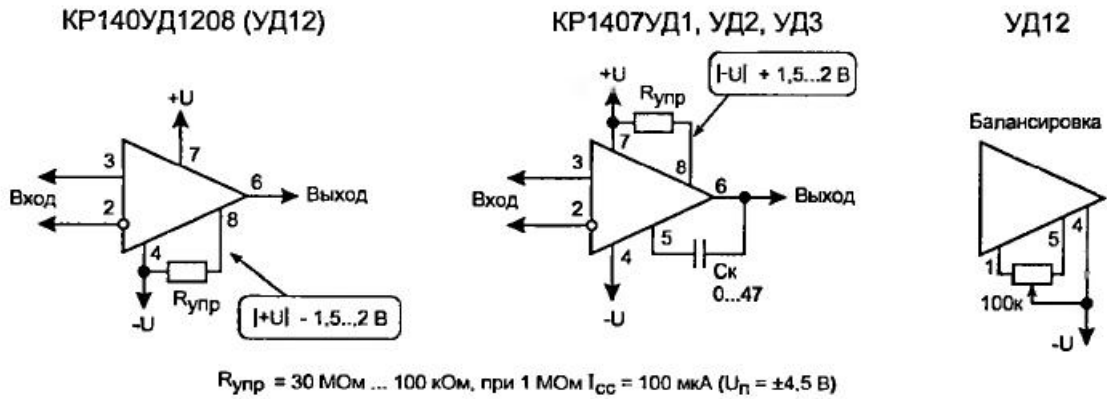 КР140УД1208 (УД12)
+U
3
7
Вход
6
Выход
2
8
4
Rупр
-U
|+U| - 1,5..,2 В
КР1407УД1, УД2, УД3
|-U| + 1,5...2 В
+U
Rупр
7
3
8
Вход
6
Выход
2
5
4
Ск
0...47
-U
УД12
Балансировка
1
5
4
100к
-U
Rупр = 30 МОм ... 100 кОм, при 1 МОм Icc = 100 мкА (Uп = ±4,5 В)